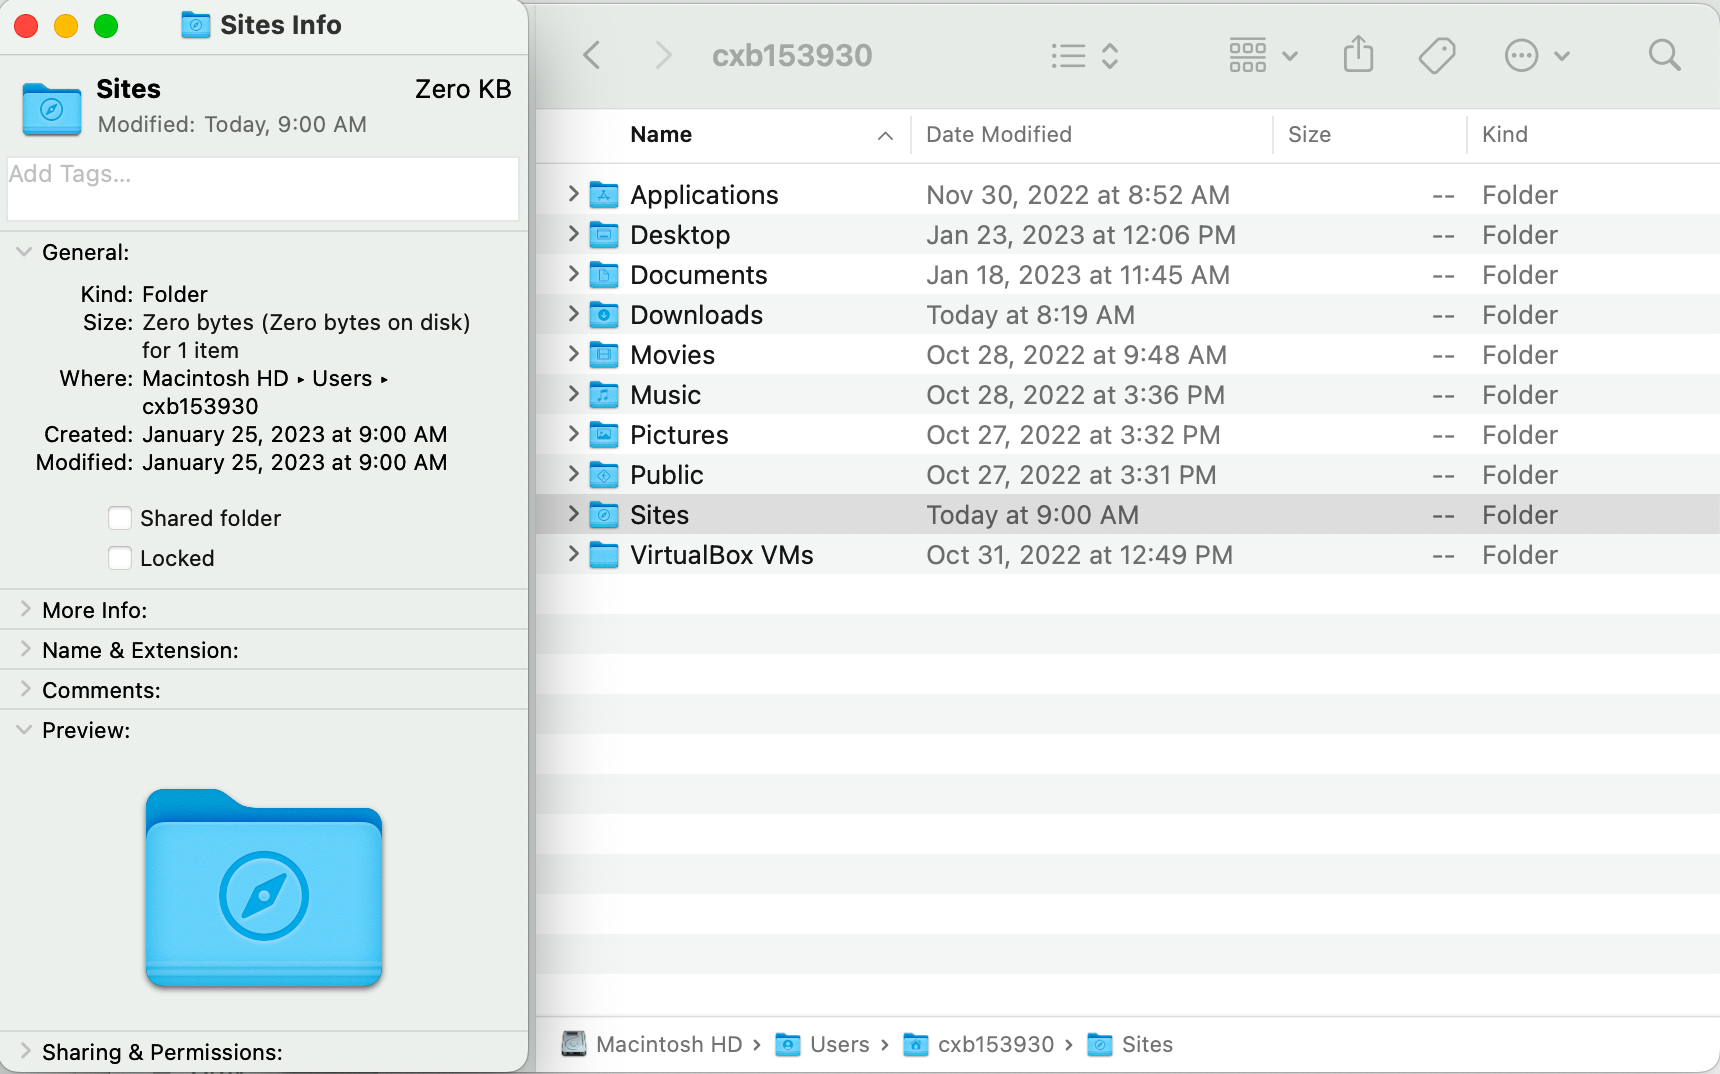 Sites Info
Sites
Zero KB
Modified: Today, 9:00 AM
Add Tags...
General:
Kind: Folder
Size: Zero bytes (Zero bytes on disk)
for 1 item
Where: Macintosh HD ▸ Users ▸
cxb153930
Created: January 25, 2023 at 9:00 AM
Modified: January 25, 2023 at 9:00 AM
Shared folder
Locked
More Info:
Name & Extension:
Comments:
Preview:
Sharing & Permissions:
cxb153930
Name Date Modified Size Kind
Applications Nov 30, 2022 at 8:52 AM -- Folder
Desktop Jan 23, 2023 at 12:06 PM -- Folder
Documents Jan 18, 2023 at 11:45 AM -- Folder
Downloads Today at 8:19 AM -- Folder
Movies Oct 28, 2022 at 9:48 AM -- Folder
Music Oct 28, 2022 at 3:36 PM -- Folder
Pictures Oct 27, 2022 at 3:32 PM -- Folder
Public Oct 27, 2022 at 3:31 PM -- Folder
Sites Today at 9:00 AM -- Folder
VirtualBox VMs Oct 31, 2022 at 12:49 PM -- Folder
Macintosh HD › Users › cxb153930 › Sites